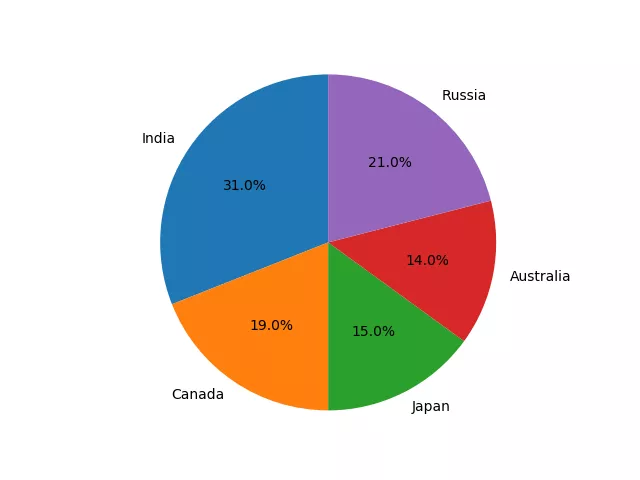 Russia
India
21.0%
31.0%
14.0%
Australia
19.0%
15.0%
Canada
Japan